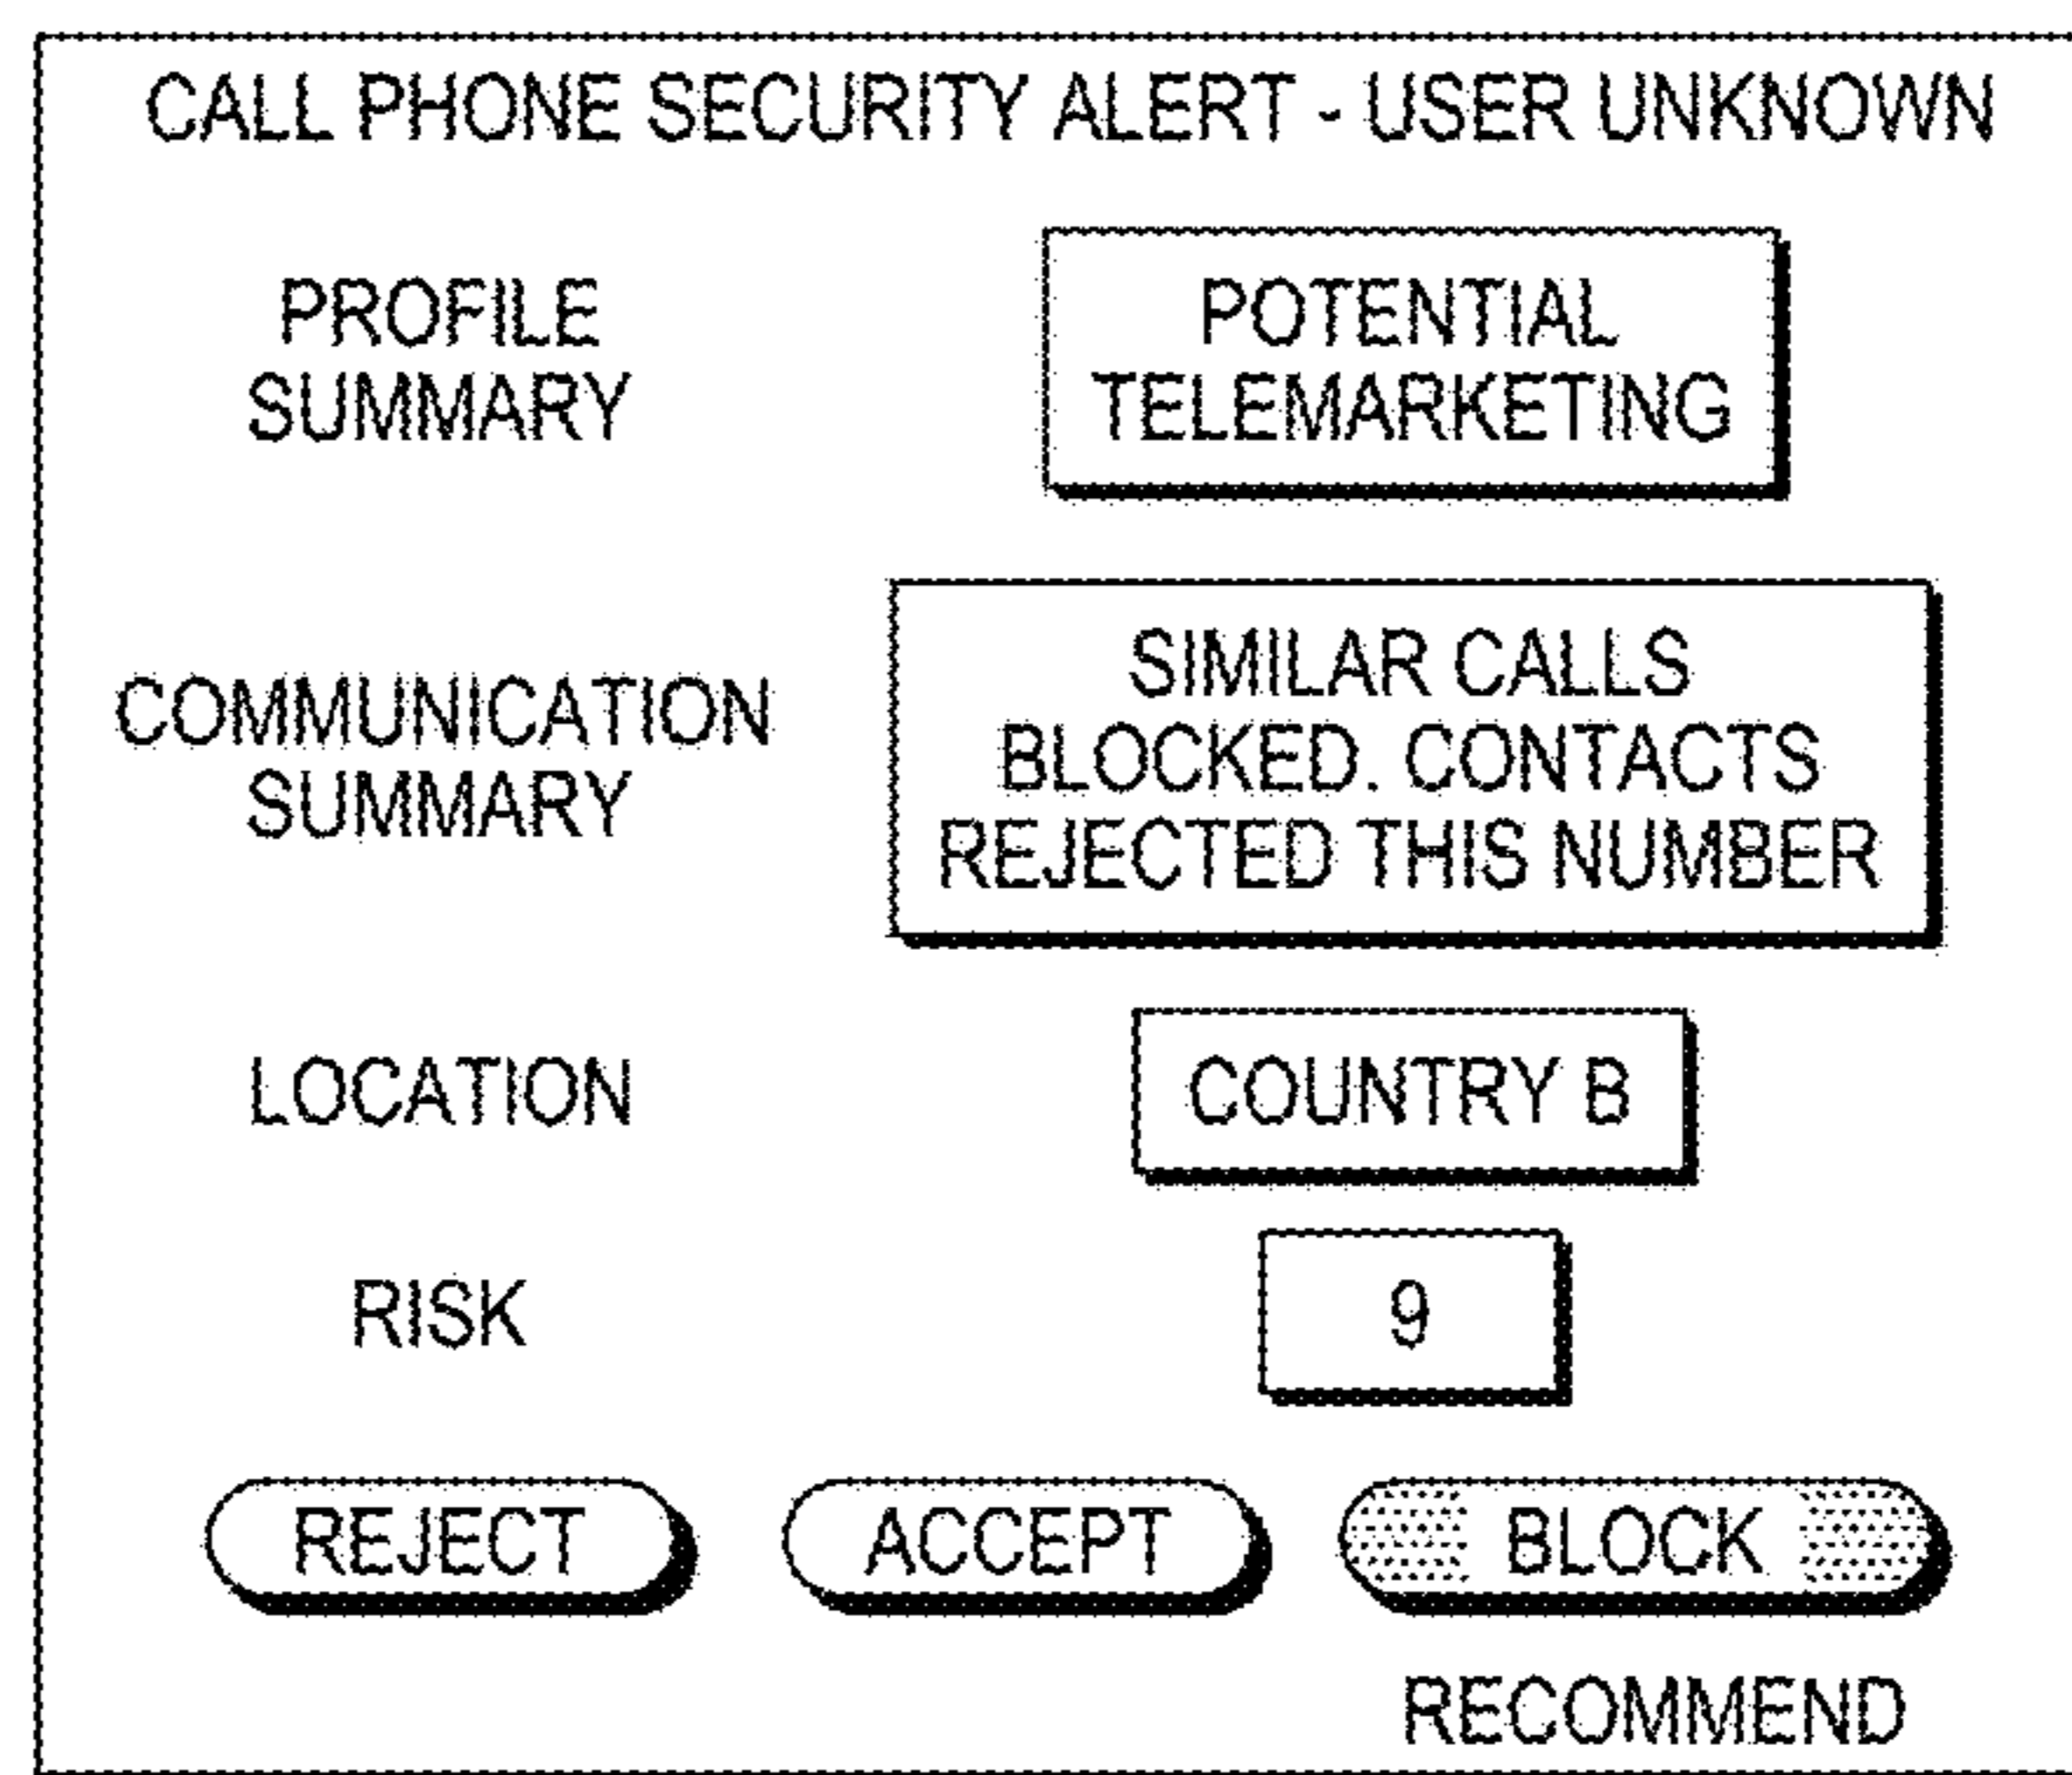 CALL PHONE SECURITY ALERT - USER UNKNOWN
PROFILE
SUMMARY
POTENTIAL
TELEMARKETING
COMMUNICATION
SUMMARY
SIMILAR CALLS
BLOCKED. CONTACTS
REJECTED THIS NUMBER
LOCATION
COUNTRY B
RISK
9
REJECT
ACCEPT
BLOCK
RECOMMEND